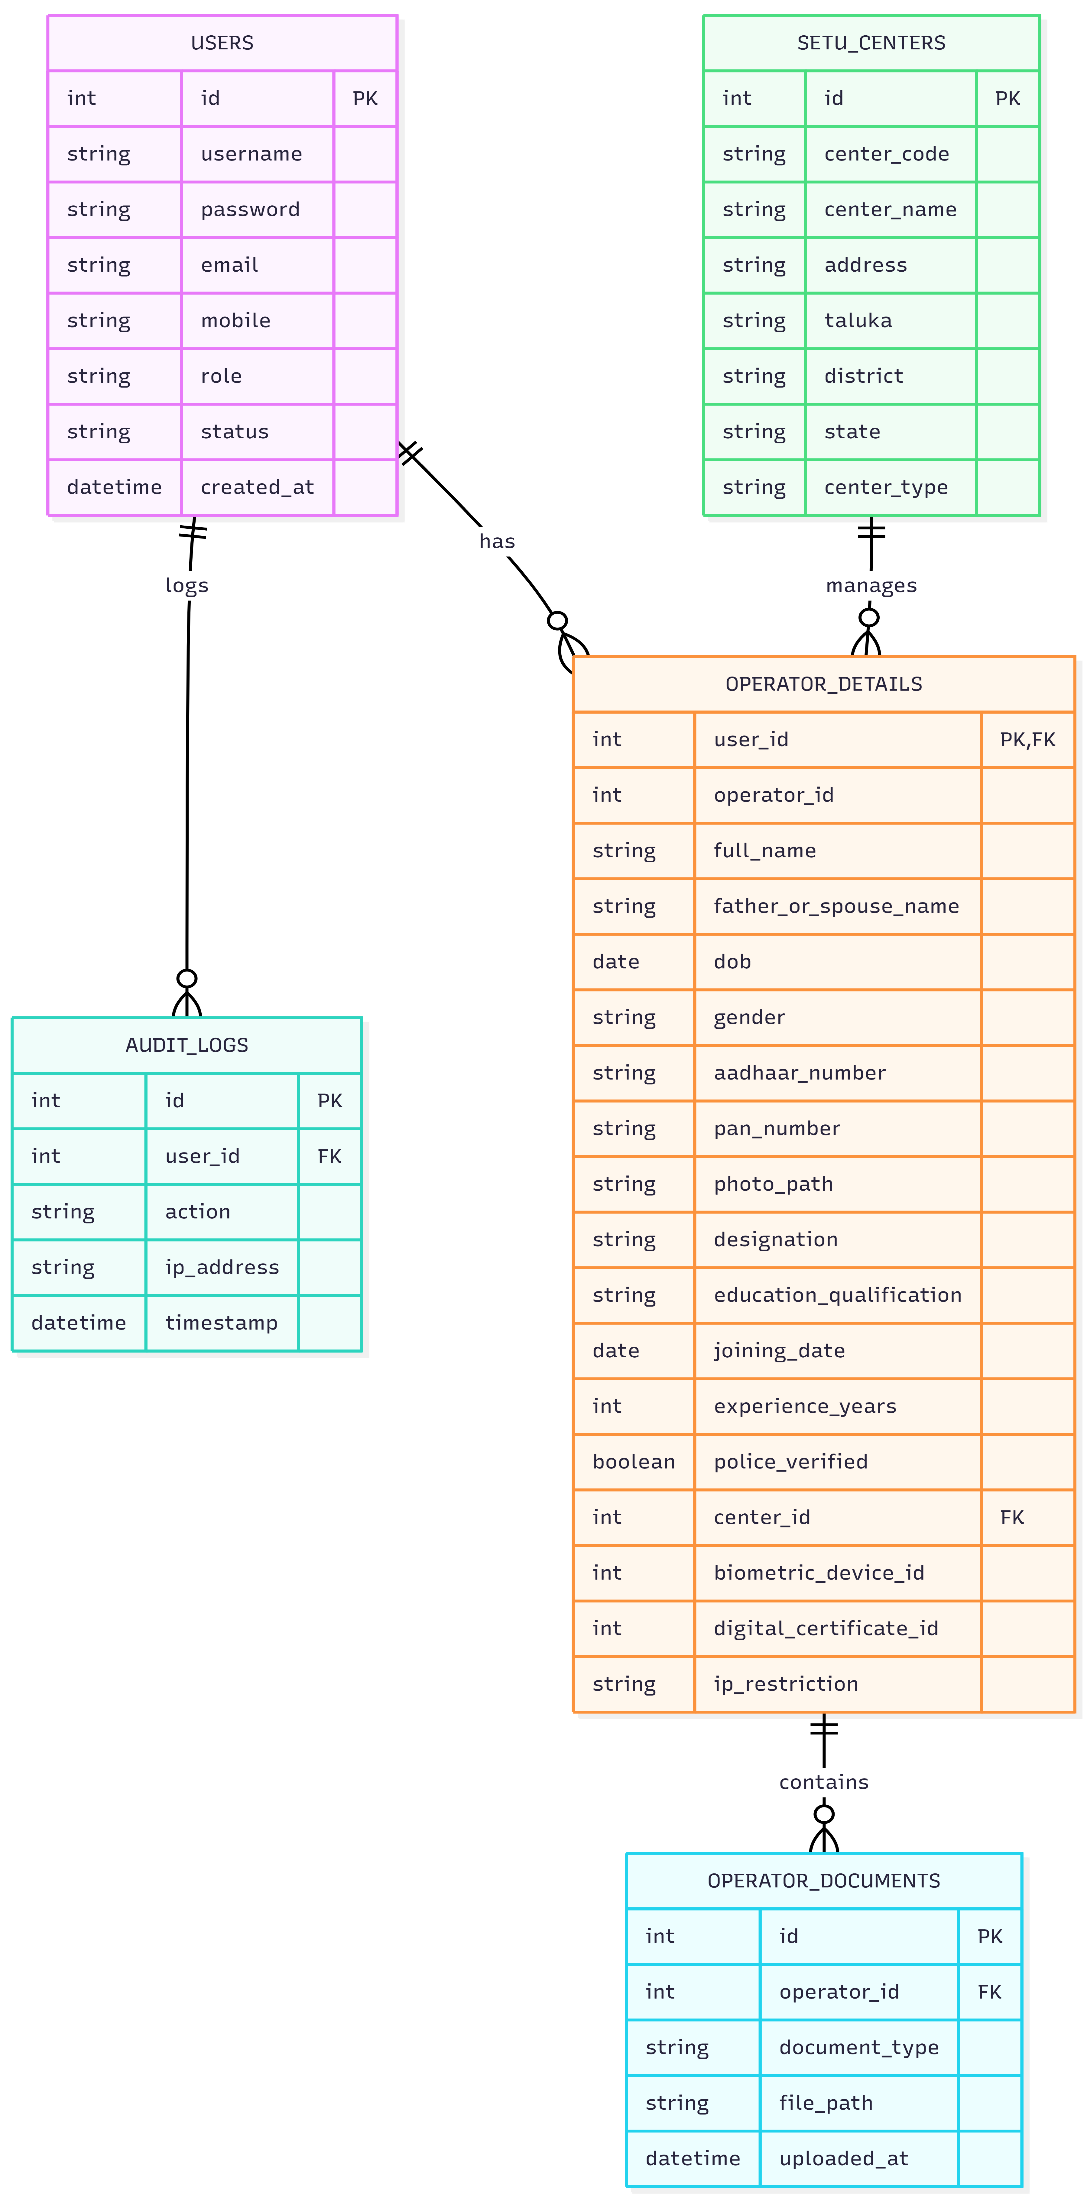 USERS
int id PK
string username
string password
string email
string mobile
string role
string status
datetime created_at
SETU_CENTERS
int id PK
string center_code
string center_name
string address
string taluka
string district
string state
string center_type
has
logs
manages
OPERATOR_DETAILS
int user_id PK,FK
int operator_id
string full_name
string father_or_spouse_name
date dob
string gender
string aadhaar_number
string pan_number
string photo_path
string designation
string education_qualification
date joining_date
int experience_years
boolean police_verified
int center_id FK
int biometric_device_id
int digital_certificate_id
string ip_restriction
AUDIT_LOGS
int id PK
int user_id FK
string action
string ip_address
datetime timestamp
contains
OPERATOR_DOCUMENTS
int id PK
int operator_id FK
string document_type
string file_path
datetime uploaded_at